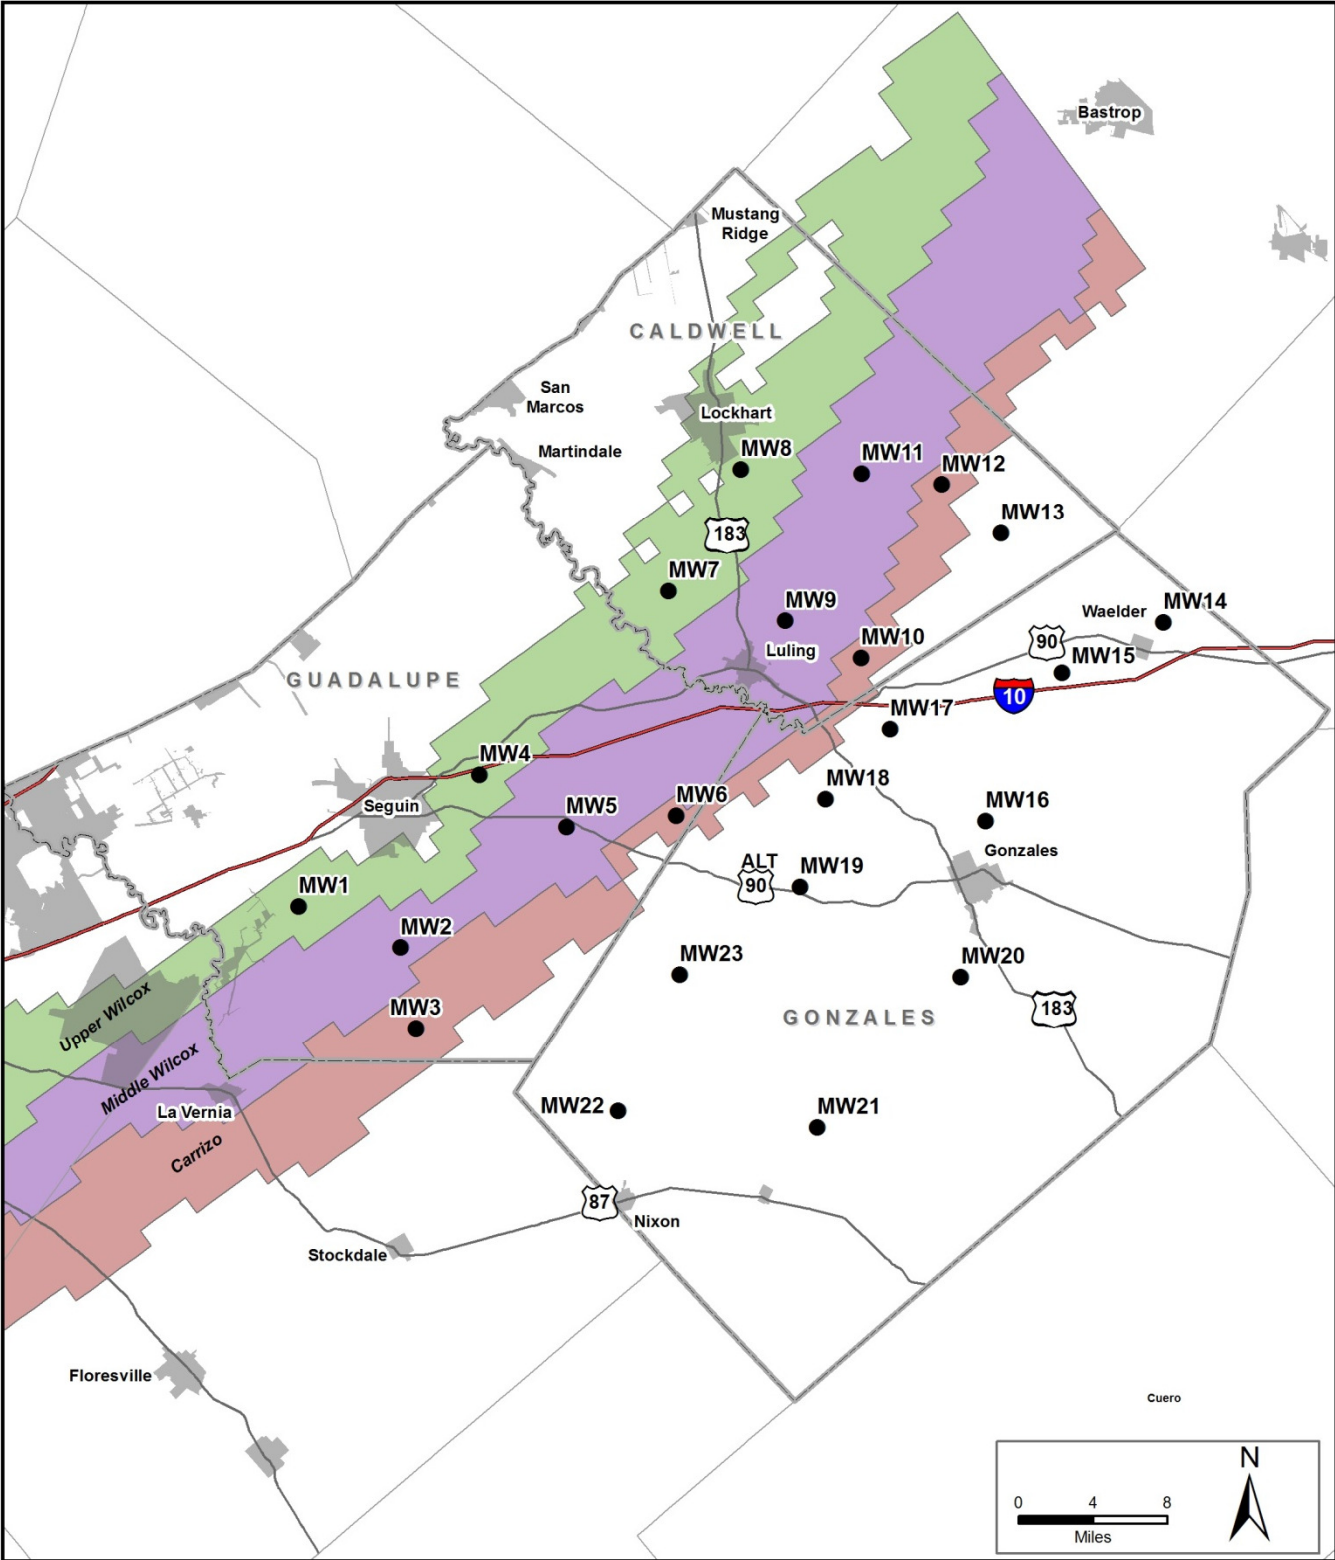 Bastrop
Mustang
Ridge
CALDWELL
San
Marcos
Lockhart
Martindale
MW8
MW11
MW12
MW13
183
MW7
MW9
MW14
Waelder
MW10
Luling
90
MW15
GUADALUPE
10
MW17
MW4
MW18
Seguin
MW5
MW6
MW16
Gonzales
ALT
90
MW19
MW1
MW2
MW23
MW20
MW3
183
GONZALES
Upper Wilcox
Middle Wilcox
La Vernia
Carrizo
MW22
MW21
87
Nixon
Stockdale
Floresville
Cuero
N
0 4 8
Miles